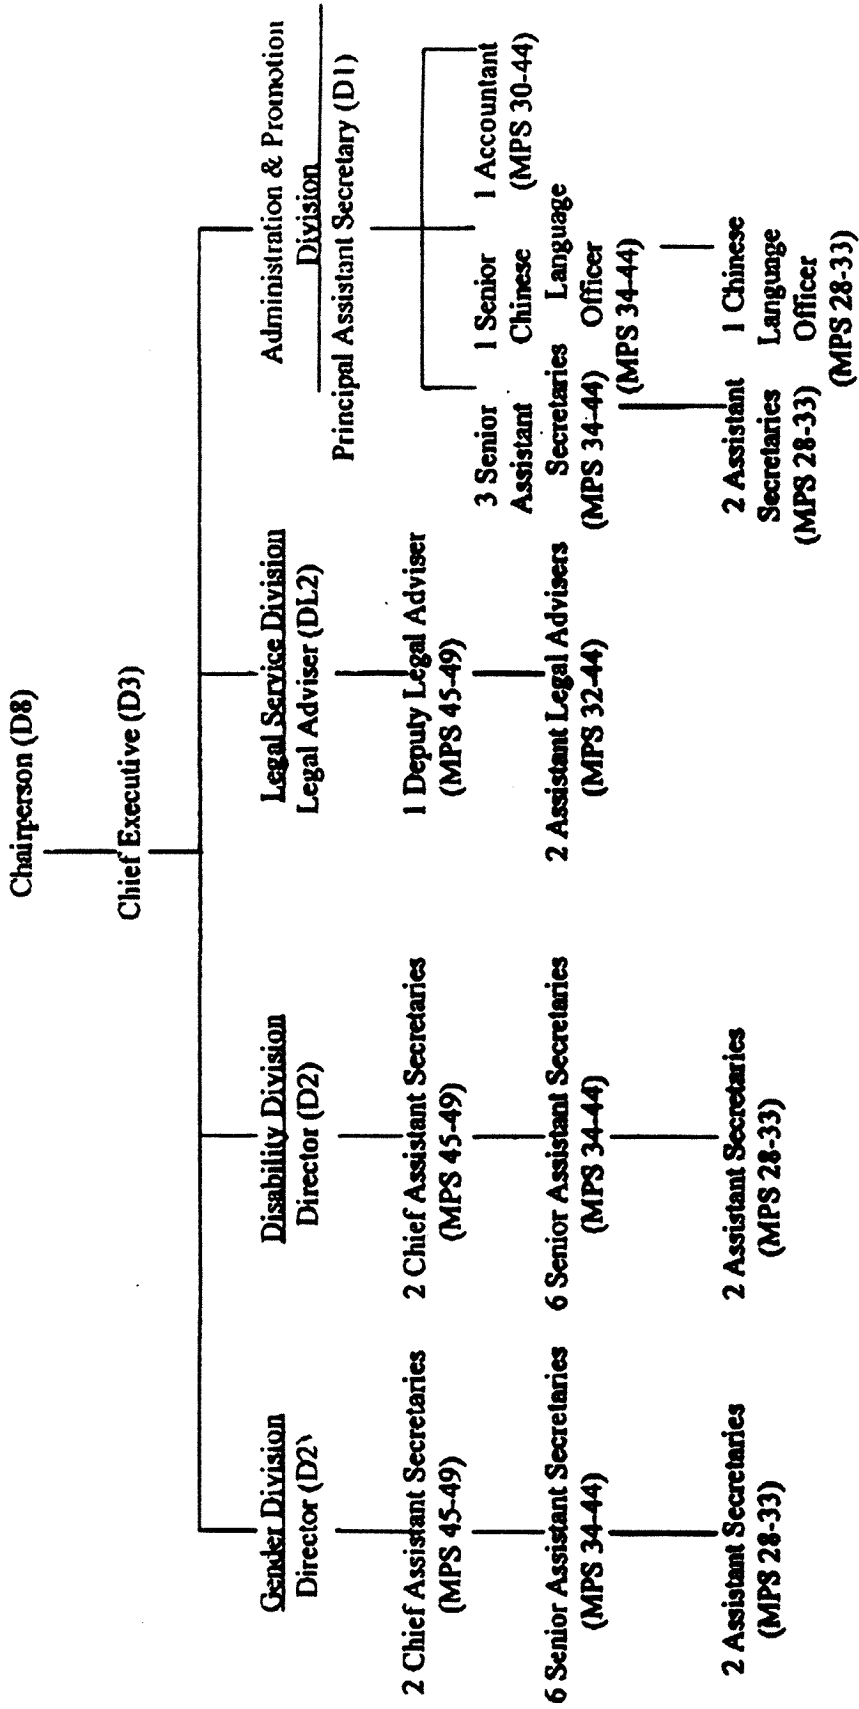 Chairperson (D8)
Chief Executive (D3)
Gender Division
Director (D2)
2 Chief Assistant Secretaries
(MPS 45-49)
6 Senior Assistant Secretaries
(MPS 34-44)
2 Assistant Secretaries
(MPS 28-33)
Disability Division
Director (D2)
2 Chief Assistant Secretaries
(MPS 45-49)
6 Senior Assistant Secretaries
(MPS 34-44)
2 Assistant Secretaries
(MPS 28-33)
Legal Service Division
Legal Adviser (DL2)
1 Deputy Legal Adviser
(MPS 45-49)
2 Assistant Legal Advisers
(MPS 32-44)
Administration & Promotion
Division
Principal Assistant Secretary (D1)
3 Senior
Assistant
Secretaries
(MPS 34-44)
2 Assistant
Secretaries
(MPS 28-33)
1 Senior
Chinese
Language
Officer
(MPS 34-44)
1 Chinese
Language
Officer
(MPS 28-33)
1 Accountant
(MPS 30-44)